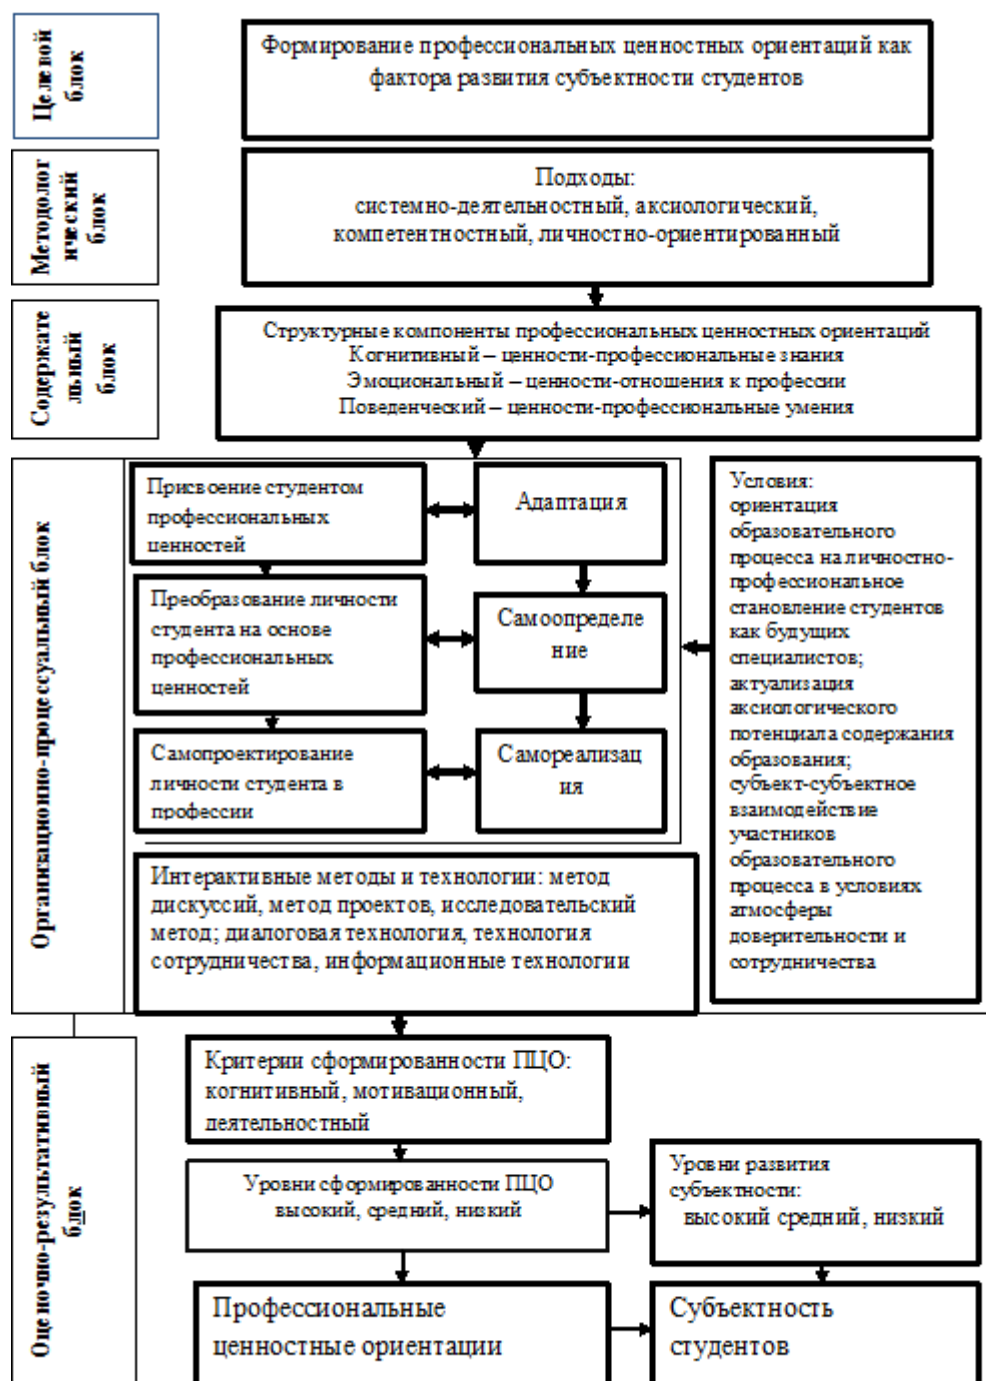 Целевой
блок
Формирование профессиональных ценностных ориентаций как
фактора развития субъектности студентов
Методолог
ический
блок
Подходы:
системно-деятельностный, аксиологический,
компетентностный, личностно-ориентированный
Содержате
льный
блок
Структурные компоненты профессиональных ценностных ориентаций
Когнитивный – ценности-профессиональные знания
Эмоциональный – ценности-отношения к профессии
Поведенческий – ценности-профессиональные умения
Организационно-процессуальный блок
Присвоение студентом
профессиональных
ценностей
Адаптация
Преобразование личности
студента на основе
профессиональных
ценностей
Самоопределе
ние
Самопроектирование
личности студента в
профессии
Самореализац
ия
Условия:
ориентация
образовательного
процесса на личностно-
профессиональное
становление студентов
как будущих
специалистов;
актуализация
аксиологического
потенциала содержания
образования;
субъект-субъектное
взаимодействие
участников
образовательного
процесса в условиях
атмосферы
доверительности и
сотрудничества
Интерактивные методы и технологии: метод
дискуссий, метод проектов, исследовательский
метод; диалоговая технология, технология
сотрудничества, информационные технологии
Оценочно-результативный
блок
Критерии сформированности ПЦО:
когнитивный, мотивационный,
деятельностный
Уровни сформированности ПЦО
высокий, средний, низкий
Уровни развития
субъектности:
высокий средний, низкий
Профессиональные
ценностные ориентации
Субъектность
студентов